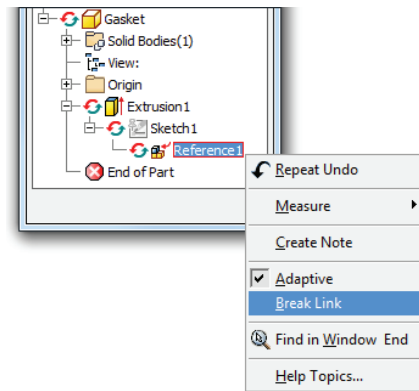 Gasket
Solid Bodies(1)
View:
Origin
Extrusion1
Sketch1
Reference1
End of Part
Repeat Undo
Measure
Create Note
Adaptive
Break Link
Find in Window End
Help Topics...